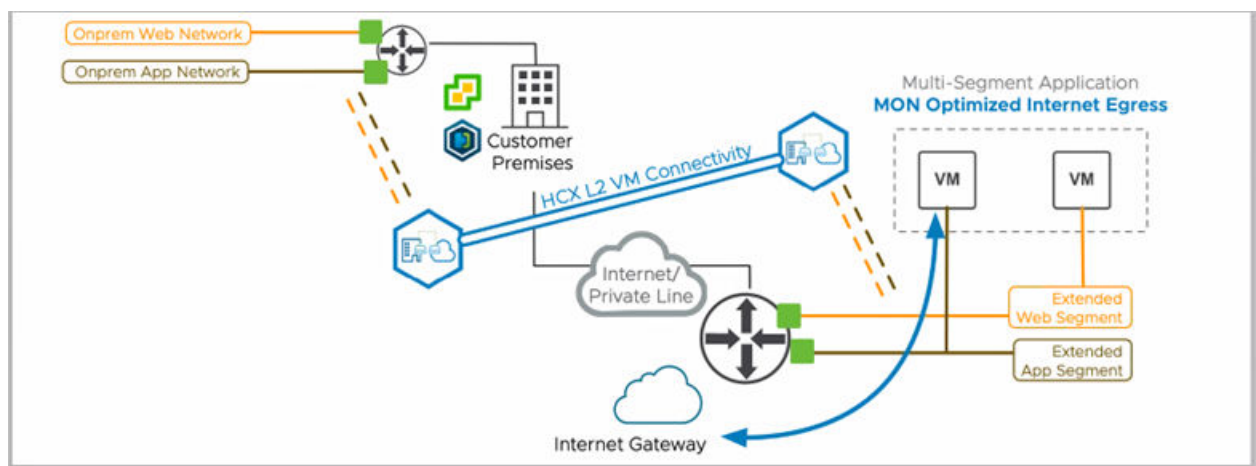 Onprem Web Network
Onprem App Network
Customer
Premises
HCX L2 VM Connectivity
Multi-Segment Application
MON Optimized Internet Egress
VM
VM
Internet/
Private Line
Extended
Web Segment
Extended
App Segment
Internet Gateway